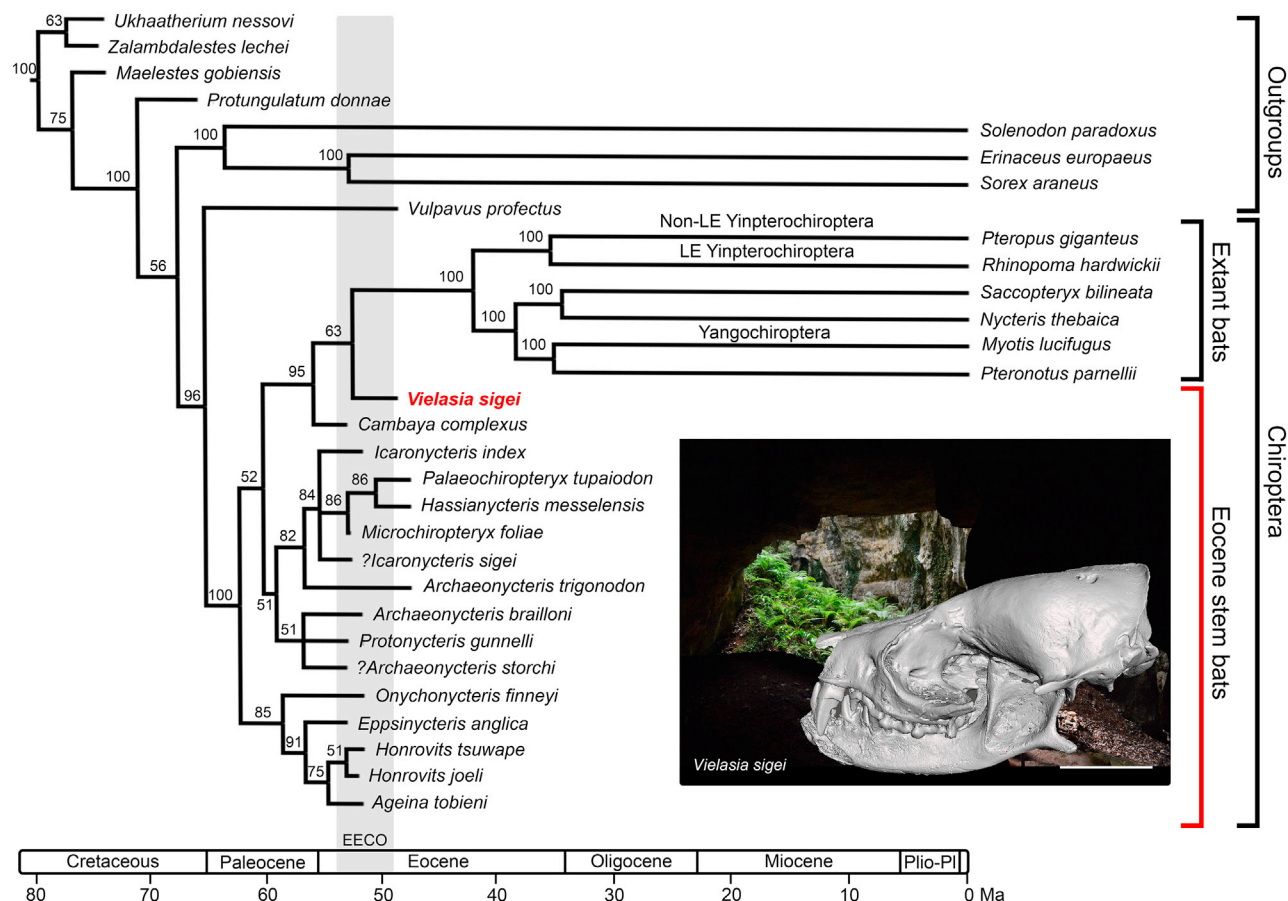 63
Ukhaatherium nessovi
Zalambdalestes lechei
100
Maelestes gobiensis
75
Protungulatum donnae
100
100
Solenodon paradoxus
100
Erinaceus europaeus
Sorex araneus
Vulpavus profectus
56
Outgroups
Non-LE Yinpterochiroptera
100
Pteropus giganteus
LE Yinpterochiroptera
Rhinopoma hardwickii
100
100
Saccopteryx bilineata
100
Nycteris thebaica
Yangochiroptera
100
Myotis lucifugus
Pteronotus parnellii
Extant bats
63
95
Vielasia sigei
96
Cambaya complexus
Icaronycteris index
52
86
Palaeochiropteryx tupaiodon
84
86
Hassianycteris messelensis
Microchiropteryx foliae
82
?Icaronycteris sigei
Archaeonycteris trigonodon
100
51
Archaeonycteris brailloni
51
Protonycteris gunnelli
?Archaeonycteris storchi
85
Onychonycteris finneyi
91
Eppsinycteris anglica
51
Honrovits tsuwape
75
Honrovits joeli
Ageina tobieni
Eocene stem bats
Chiroptera
Vielasia sigei
EECO
Cretaceous Paleocene Eocene Oligocene Miocene Plio-Pl
80 70 60 50 40 30 20 10 0 Ma